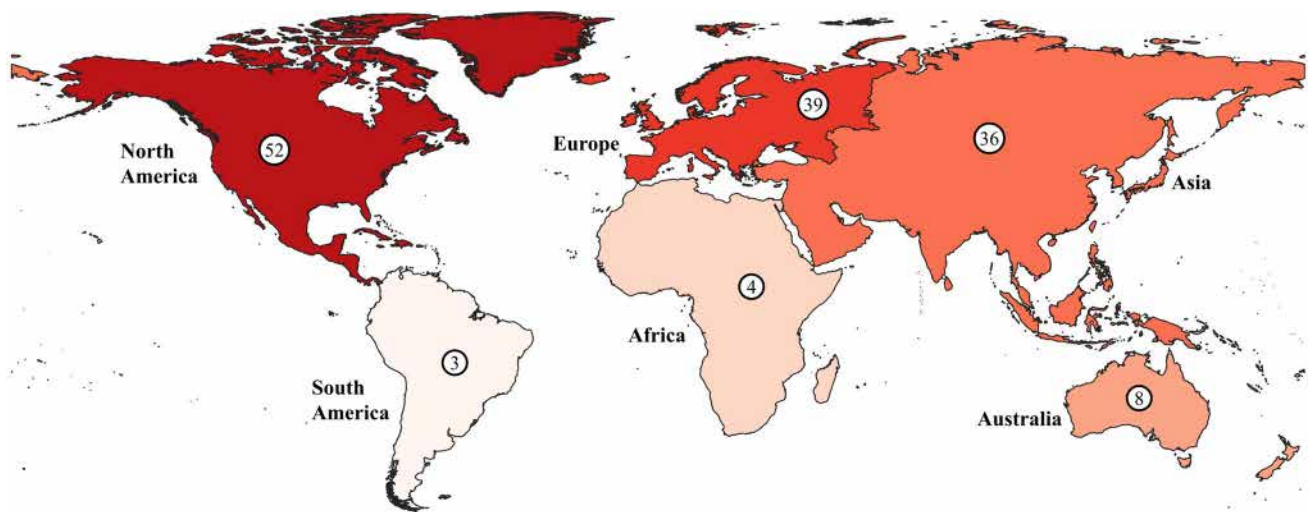 52
North
America
39
Europe
36
Asia
4
Africa
3
South
America
8
Australia